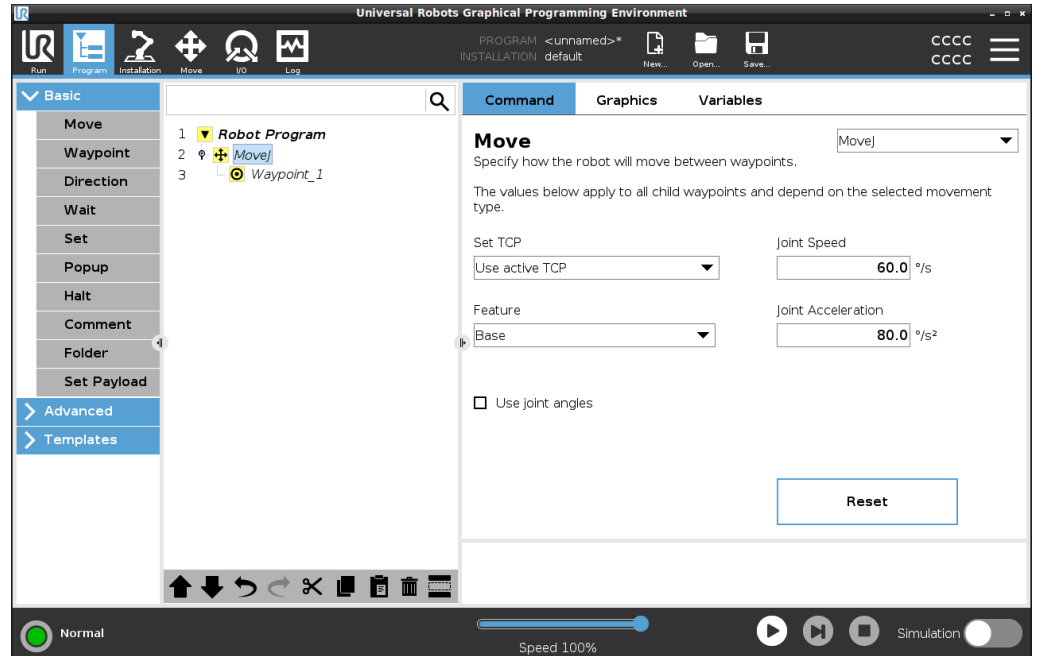 Universal Robots Graphical Programming Environment
UR
Run
Program
Installation
Move
I/O
Log
PROGRAM <unnamed>*
INSTALLATION default
New...
Open...
Save...
CCCC
CCCC
Basic
Move
Waypoint
Direction
Wait
Set
Popup
Halt
Comment
Folder
Set Payload
Advanced
Templates
1 Robot Program
2 MoveJ
3 Waypoint_1
Command Graphics Variables
Move
MoveJ
Specify how the robot will move between waypoints.
The values below apply to all child waypoints and depend on the selected movement
type.
Set TCP
Use active TCP
Joint Speed
60.0 °/s
Feature
Base
Joint Acceleration
80.0 °/s²
Use joint angles
Reset
Normal
Speed 100%
Simulation